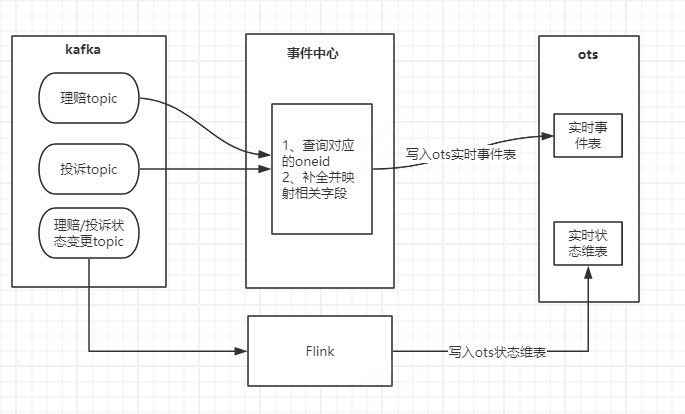 kafka
理赔topic
投诉topic
理赔/投诉状
态变更topic
事件中心
1、查询对应
的oneid
2、补全并映
射相关字段
写入ots实时事件表
ots
实时事
件表
实时状
态维表
Flink
写入ots状态维表